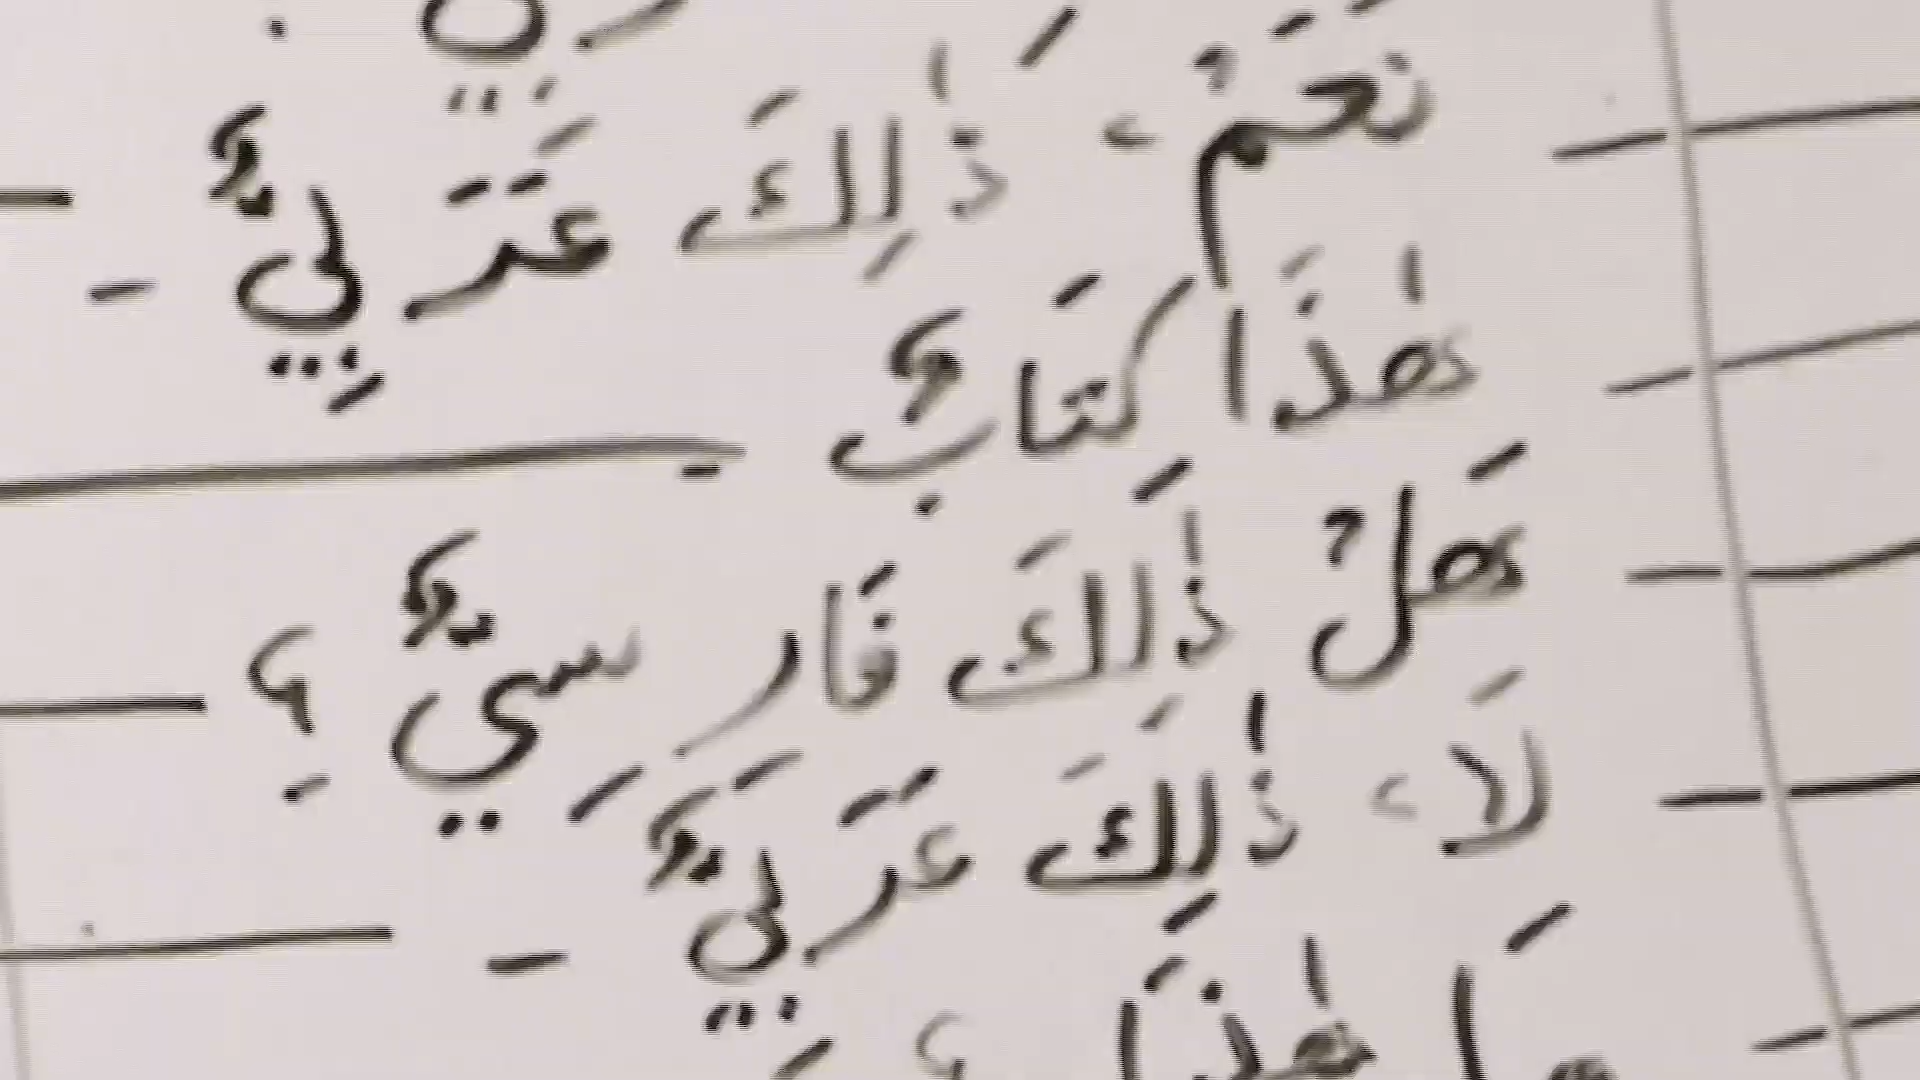 نَعَمْ، ذٰلِكَ عَرَبِيٌّ -
هٰذَا كِتَابٌ -
هَلْ ذٰلِكَ فَارِسِيٌّ؟
لَا، ذٰلِكَ عَرَبِيٌّ -
مَا هٰذَا؟